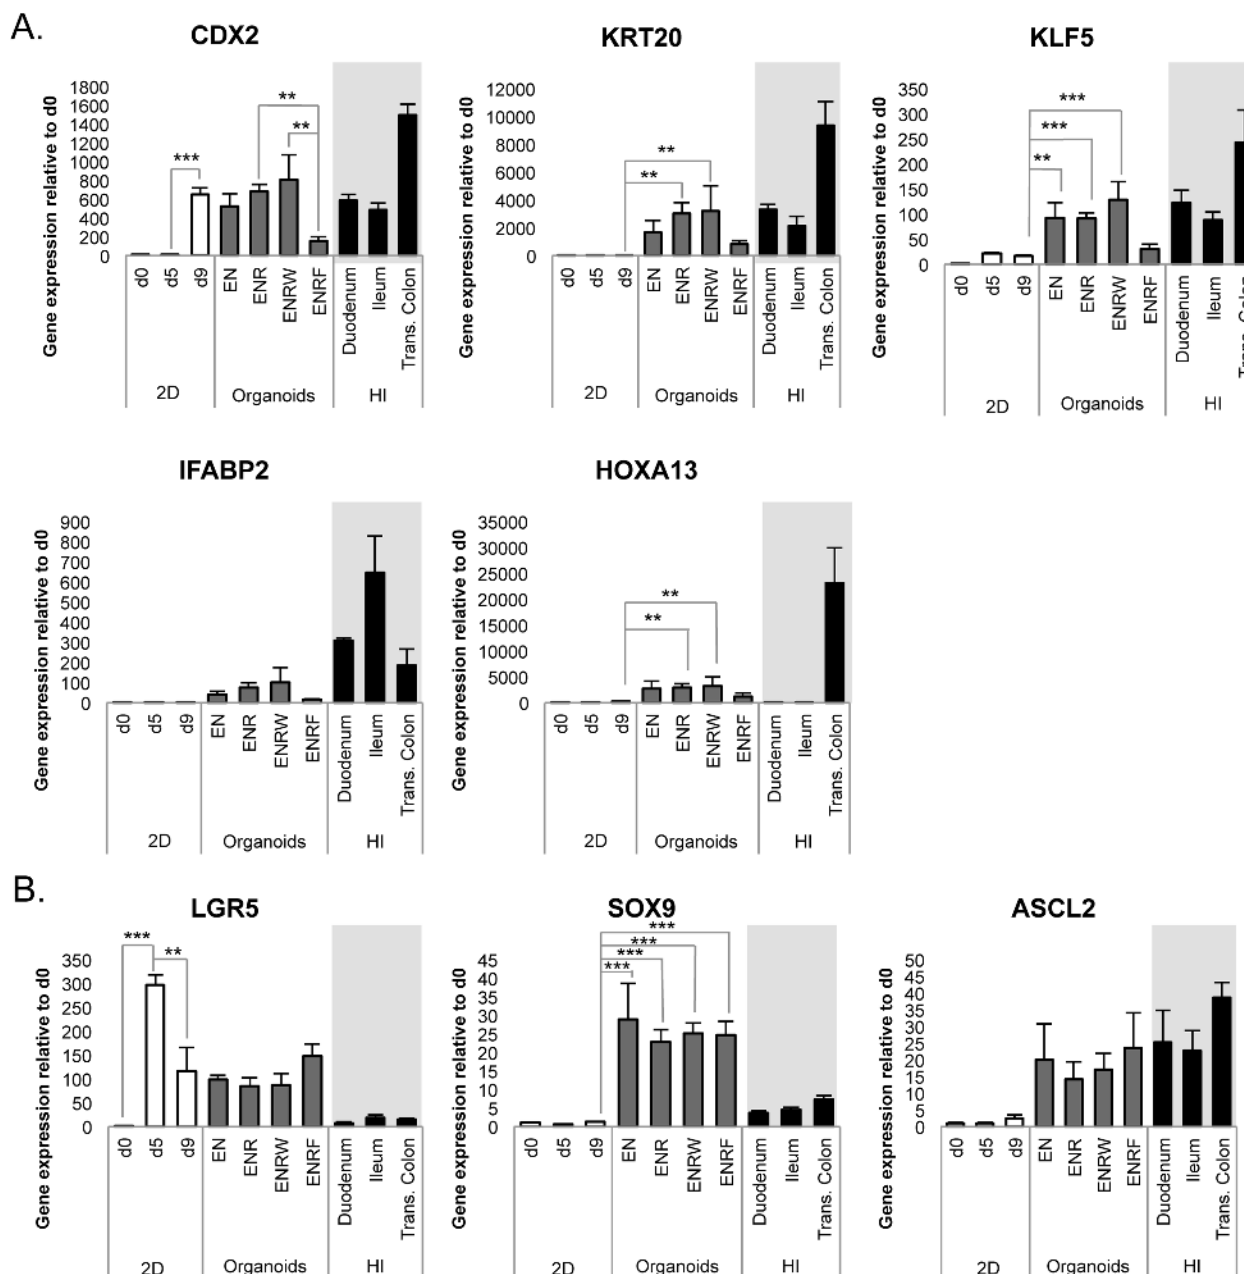 A.
CDX2
Gene expression relative to d0
1800
1600
1400
1200
1000
800
600
400
200
0
***
**
**
d0
d5
d9
EN
ENR
ENRW
ENRF
Duodenum
Ileum
Trans. Colon
2D
Organoids
HI
KRT20
Gene expression relative to d0
12000
10000
8000
6000
4000
2000
0
**
**
d0
d5
d9
EN
ENR
ENRW
ENRF
Duodenum
Ileum
Trans. Colon
2D
Organoids
HI
KLF5
Gene expression relative to d0
350
300
250
200
150
100
50
0
***
***
**
d0
d5
d9
EN
ENR
ENRW
ENRF
Duodenum
Ileum
Trans. Colon
2D
Organoids
HI
IFABP2
Gene expression relative to d0
900
800
700
600
500
400
300
200
100
0
d0
d5
d9
EN
ENR
ENRW
ENRF
Duodenum
Ileum
Trans. Colon
2D
Organoids
HI
HOXA13
Gene expression relative to d0
35000
30000
25000
20000
15000
10000
5000
0
**
**
d0
d5
d9
EN
ENR
ENRW
ENRF
Duodenum
Ileum
Trans. Colon
2D
Organoids
HI
B.
LGR5
Gene expression relative to d0
350
300
250
200
150
100
50
0
***
**
d0
d5
d9
EN
ENR
ENRW
ENRF
Duodenum
Ileum
Trans. Colon
2D
Organoids
HI
SOX9
Gene expression relative to d0
45
40
35
30
25
20
15
10
5
0
***
***
***
***
d0
d5
d9
EN
ENR
ENRW
ENRF
Duodenum
Ileum
Trans. Colon
2D
Organoids
HI
ASCL2
Gene expression relative to d0
50
45
40
35
30
25
20
15
10
5
0
d0
d5
d9
EN
ENR
ENRW
ENRF
Duodenum
Ileum
Trans. Colon
2D
Organoids
HI